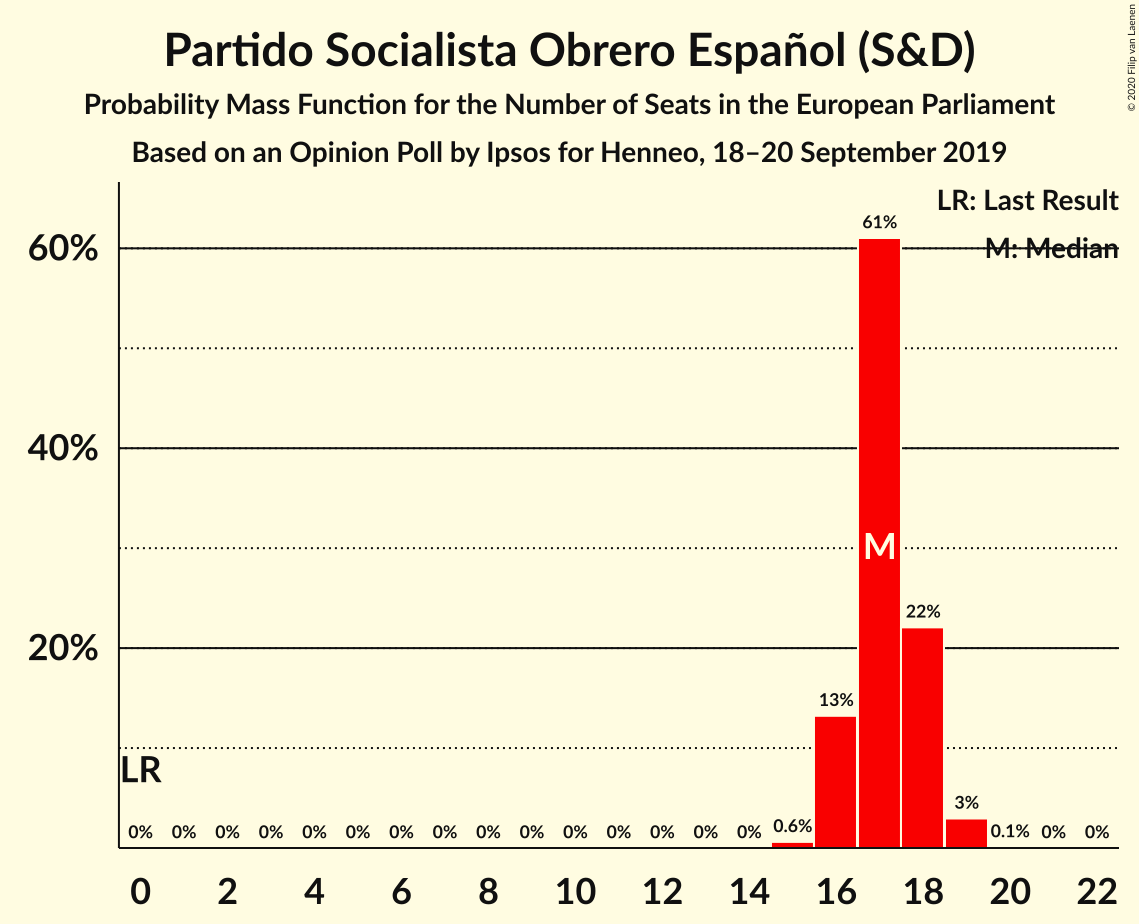 Partido Socialista Obrero Español (S&D)
Probability Mass Function for the Number of Seats in the European Parliament
Based on an Opinion Poll by Ipsos for Henneo, 18–20 September 2019
© 2020 Filip van Laenen
LR: Last Result
M: Median
60%
40%
20%
61%
M
22%
13%
LR
0% 0% 0% 0% 0% 0% 0% 0% 0% 0% 0% 0% 0% 0% 0% 0.6% 3% 0.1% 0% 0%
0 2 4 6 8 10 12 14 16 18 20 22